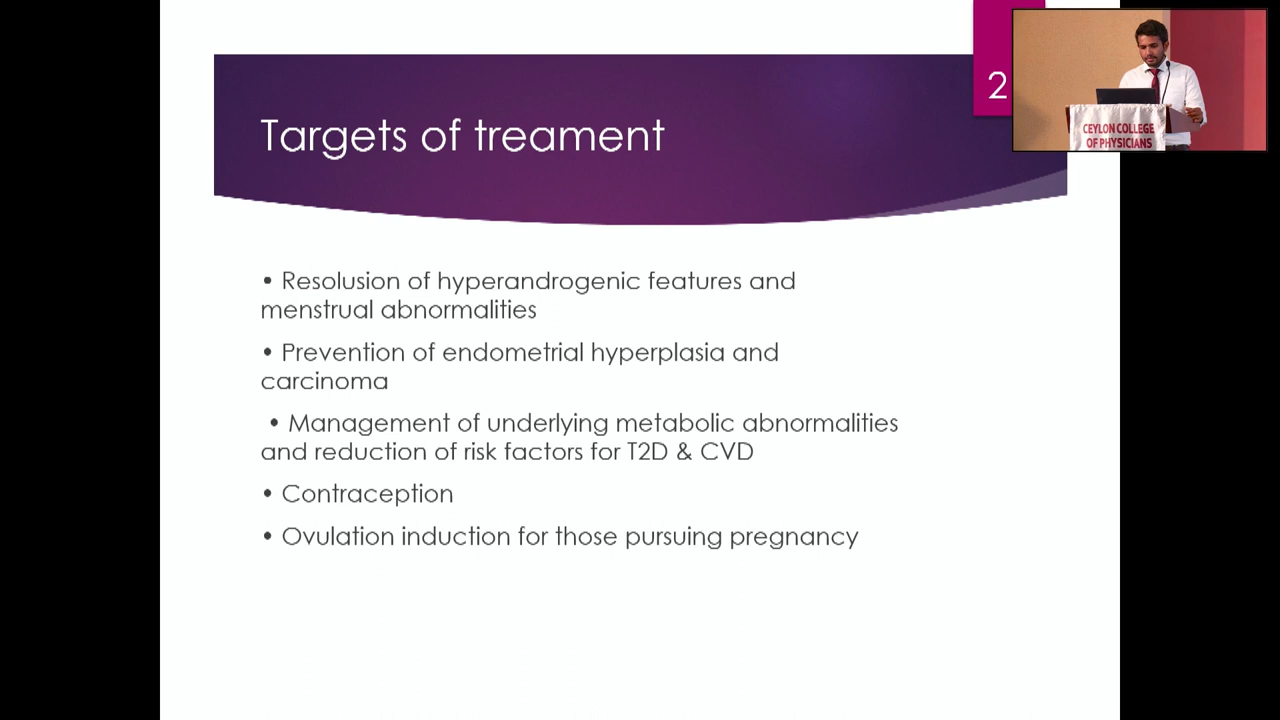 2
Targets of treament
• Resolusion of hyperandrogenic features and
menstrual abnormalities
• Prevention of endometrial hyperplasia and
carcinoma
• Management of underlying metabolic abnormalities
and reduction of risk factors for T2D & CVD
• Contraception
• Ovulation induction for those pursuing pregnancy
CEYLON COLLEGE
OF PHYSICIANS